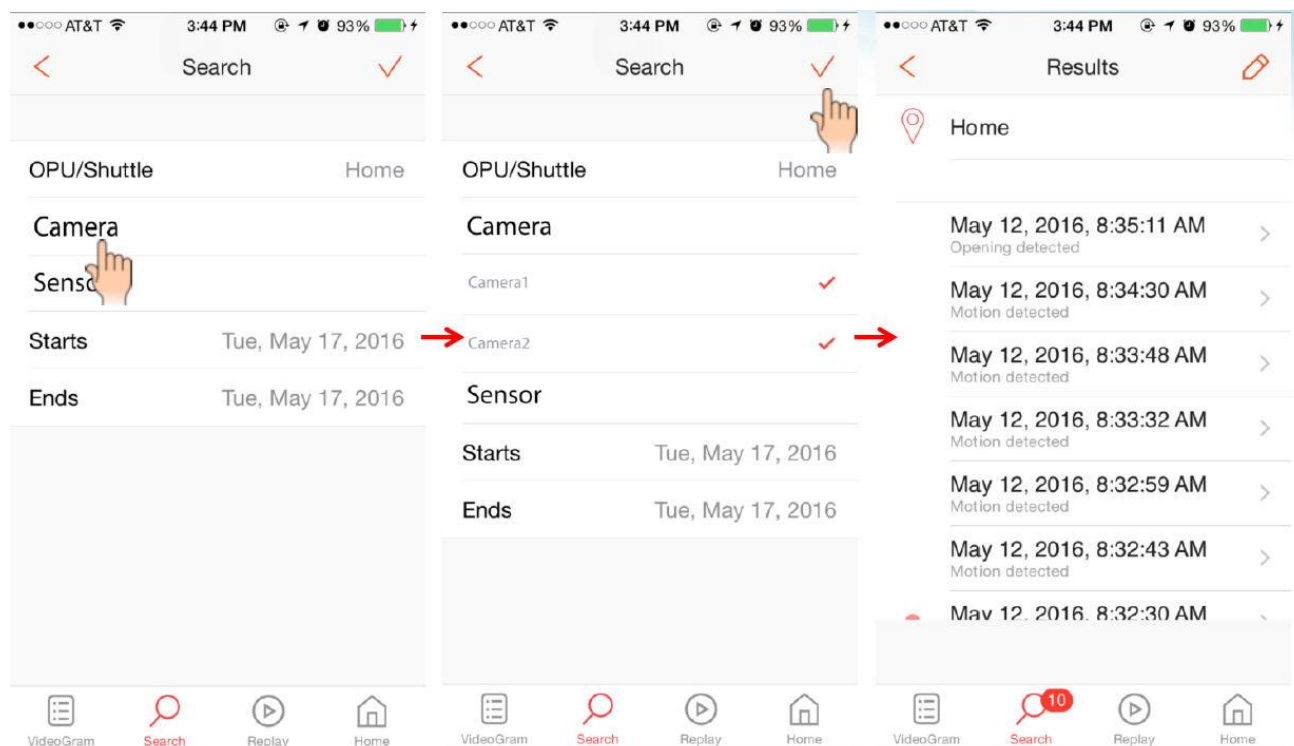 AT&T 3:44 PM 93%
Search
OPU/Shuttle Home
Camera
Senso
Starts Tue, May 17, 2016
Ends Tue, May 17, 2016
VideoGram Search Replay Home
AT&T 3:44 PM 93%
Search
OPU/Shuttle Home
Camera
Camera1
Camera2
Sensor
Starts Tue, May 17, 2016
Ends Tue, May 17, 2016
VideoGram Search Replay Home
AT&T 3:44 PM 93%
Results
Home
May 12, 2016, 8:35:11 AM
Opening detected
May 12, 2016, 8:34:30 AM
Motion detected
May 12, 2016, 8:33:48 AM
Motion detected
May 12, 2016, 8:33:32 AM
Motion detected
May 12, 2016, 8:32:59 AM
Motion detected
May 12, 2016, 8:32:43 AM
Motion detected
May 12, 2016, 8:32:30 AM
10
VideoGram Search Replay Home